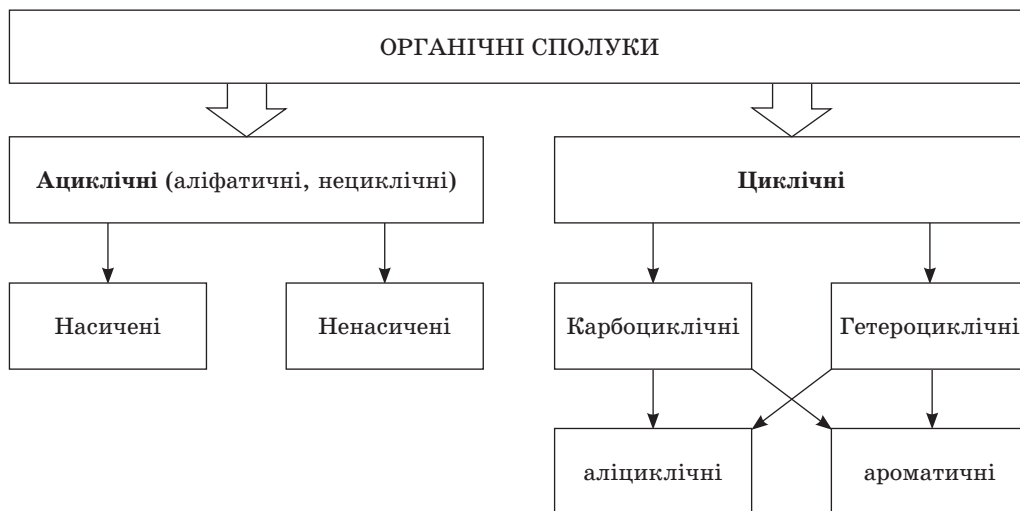 ОРГАНІЧНІ СПОЛУКИ
Ациклічні (аліфатичні, нециклічні)
Циклічні
Насичені
Ненасичені
Карбоциклічні
Гетероциклічні
аліциклічні
ароматичні